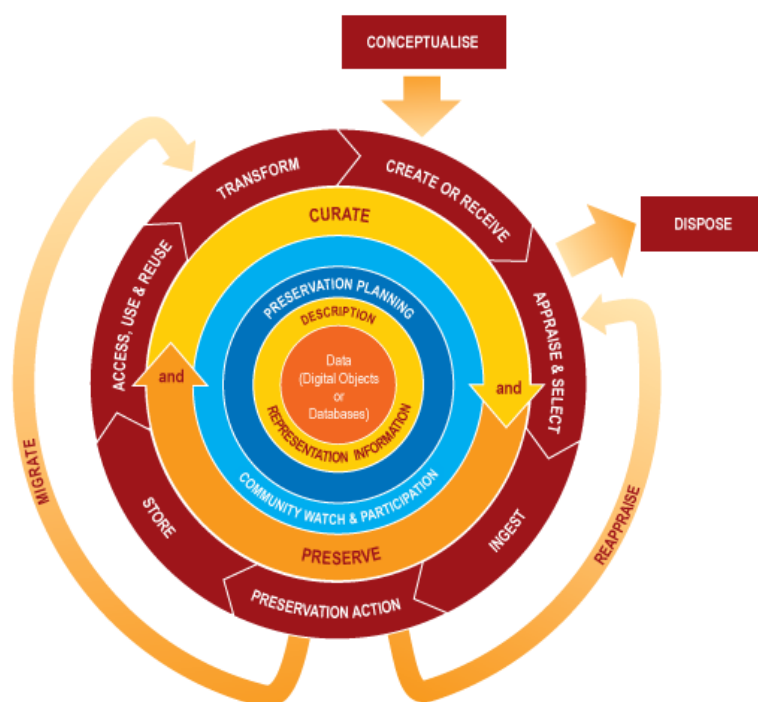 CONCEPTUALISE
CREATE OR RECEIVE
DISPOSE
APPRAISE & SELECT
INGEST
PRESERVATION ACTION
STORE
ACCESS, USE & REUSE
TRANSFORM
MIGRATE
REAPPRAISE
CURATE
and
PRESERVE
and
COMMUNITY WATCH & PARTICIPATION
PRESERVATION PLANNING
DESCRIPTION
REPRESENTATION INFORMATION
Data
(Digital Objects
or
Databases)